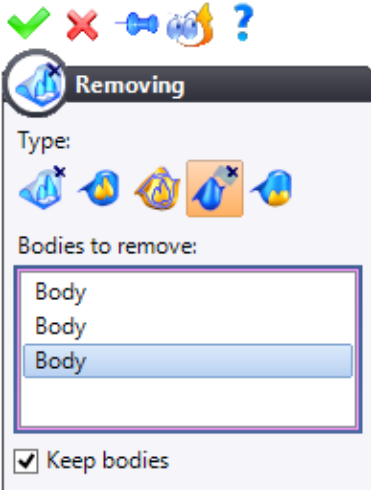 Removing
Type:
Bodies to remove:
Body
Body
Body
Keep bodies